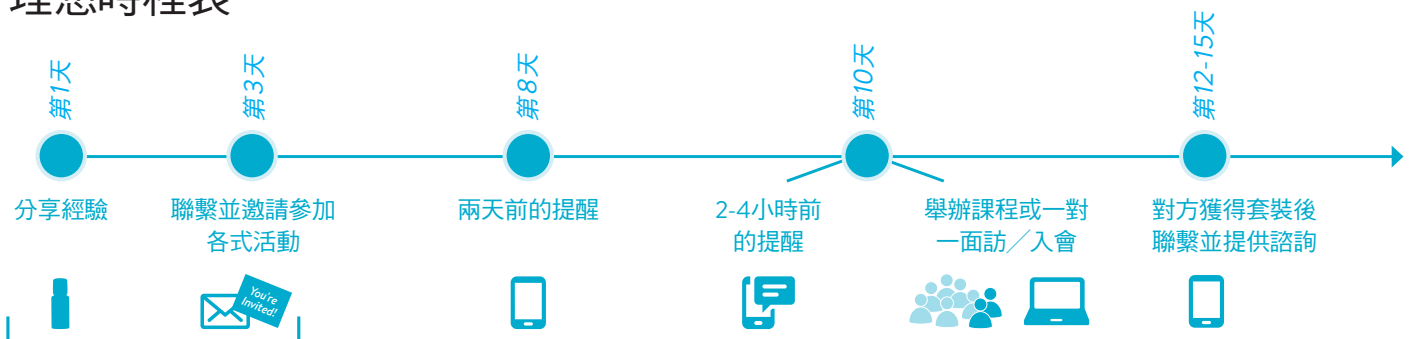 理想時程表
第1天
第3天
第8天
第10天
第12-15天
分享經驗
聯繫並邀請參加
各式活動
兩天前的提醒
2-4小時前
的提醒
舉辦課程或一對
一面訪／入會
對方獲得套裝後
聯繫並提供諮詢
You're
Invited!